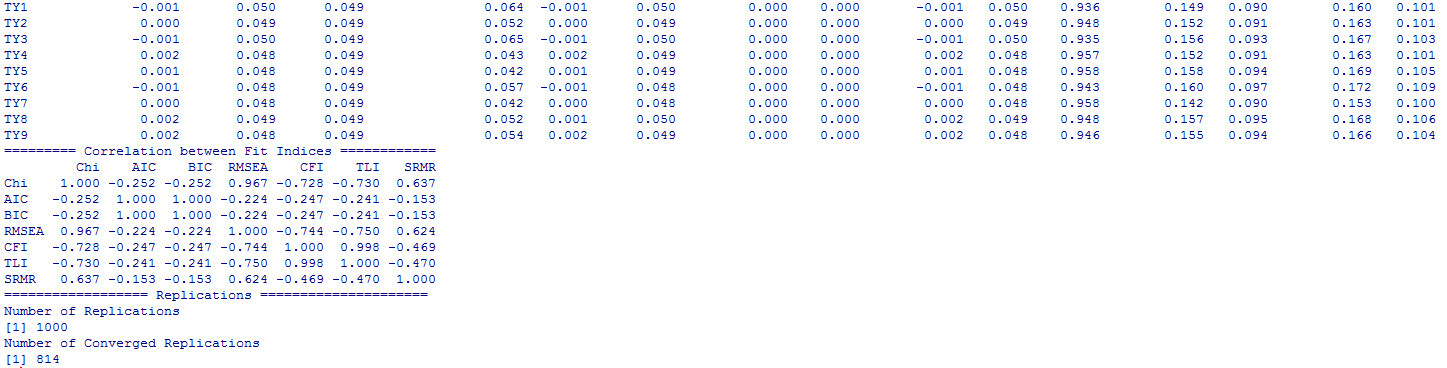 TY1 -0.001 0.050 0.049 0.064 -0.001 0.050 0.000 0.000 -0.001 0.050 0.936 0.149 0.090 0.160 0.101
TY2 0.000 0.049 0.049 0.052 0.000 0.050 0.000 0.000 0.000 0.049 0.948 0.152 0.091 0.163 0.101
TY3 -0.001 0.050 0.049 0.065 -0.001 0.050 0.000 0.000 -0.001 0.050 0.935 0.156 0.093 0.167 0.103
TY4 0.002 0.048 0.049 0.043 0.002 0.049 0.000 0.000 0.002 0.048 0.957 0.152 0.091 0.163 0.101
TY5 0.001 0.048 0.049 0.042 0.001 0.049 0.000 0.000 0.001 0.048 0.958 0.158 0.094 0.169 0.105
TY6 -0.001 0.048 0.049 0.057 -0.001 0.048 0.000 0.000 -0.001 0.048 0.943 0.160 0.097 0.172 0.109
TY7 0.000 0.048 0.049 0.042 0.000 0.048 0.000 0.000 0.000 0.048 0.958 0.142 0.090 0.153 0.100
TY8 0.002 0.049 0.049 0.052 0.001 0.050 0.000 0.000 0.002 0.049 0.948 0.157 0.095 0.168 0.106
TY9 0.002 0.048 0.049 0.054 0.002 0.049 0.000 0.000 0.002 0.048 0.946 0.155 0.094 0.166 0.104
========= Correlation between Fit Indices ============
Chi AIC BIC RMSEA CFI TLI SRMR
Chi 1.000 -0.252 -0.252 0.967 -0.728 -0.730 0.637
AIC -0.252 1.000 1.000 -0.224 -0.247 -0.241 -0.153
BIC -0.252 1.000 1.000 -0.224 -0.247 -0.241 -0.153
RMSEA 0.967 -0.224 -0.224 1.000 -0.744 -0.750 0.624
CFI -0.728 -0.247 -0.247 -0.744 1.000 0.998 -0.469
TLI -0.730 -0.241 -0.241 -0.750 0.998 1.000 -0.470
SRMR 0.637 -0.153 -0.153 0.624 -0.469 -0.470 1.000
================== Replications =====================
Number of Replications
[1] 1000
Number of Converged Replications
[1] 814